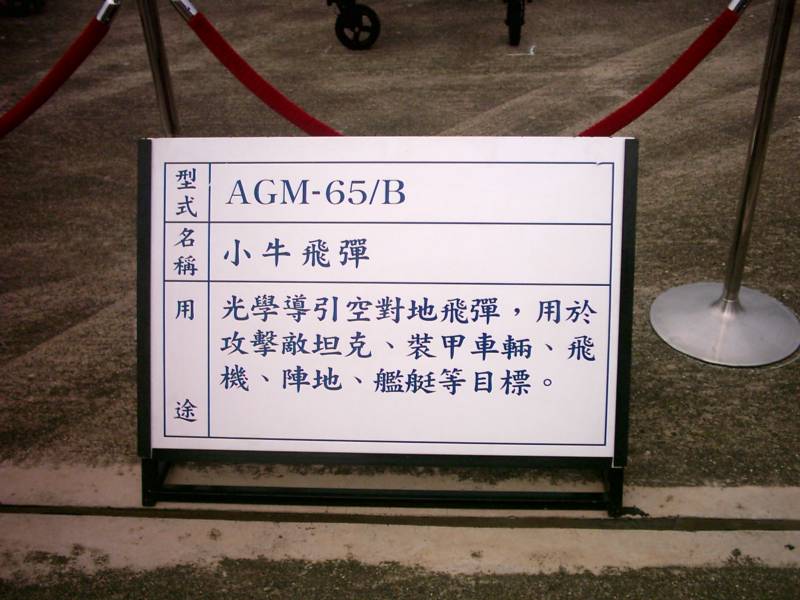 型式 AGM-65/B
名稱 小牛飛彈
用途 光學導引空對地飛彈，用於
攻擊敵坦克、裝甲車輛、飛
機、陣地、艦艇等目標。